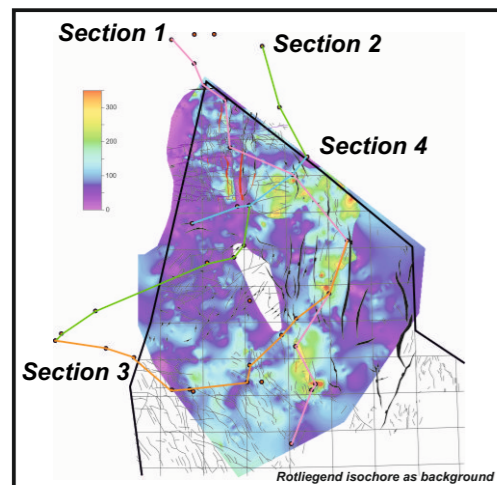 Section 1
Section 2
300
200
100
0
Section 4
Section 3
Rotliegend isochore as background